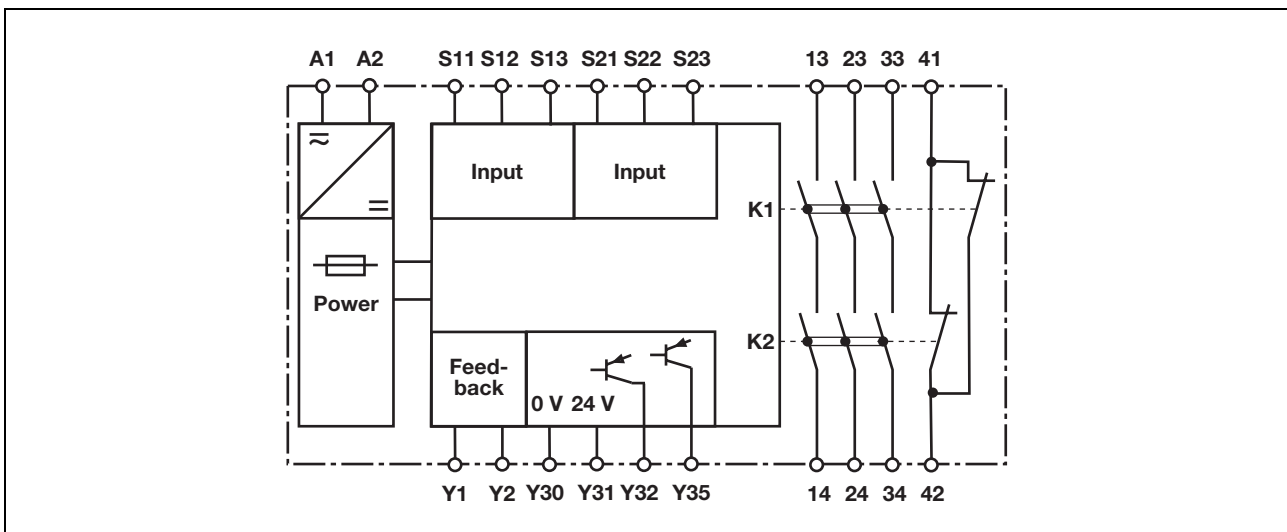 A1 A2 S11 S12 S13 S21 S22 S23 13 23 33 41
Input Input
K1
Power
K2
Feed-
back
0 V 24 V
Y1 Y2 Y30 Y31 Y32 Y35 14 24 34 42